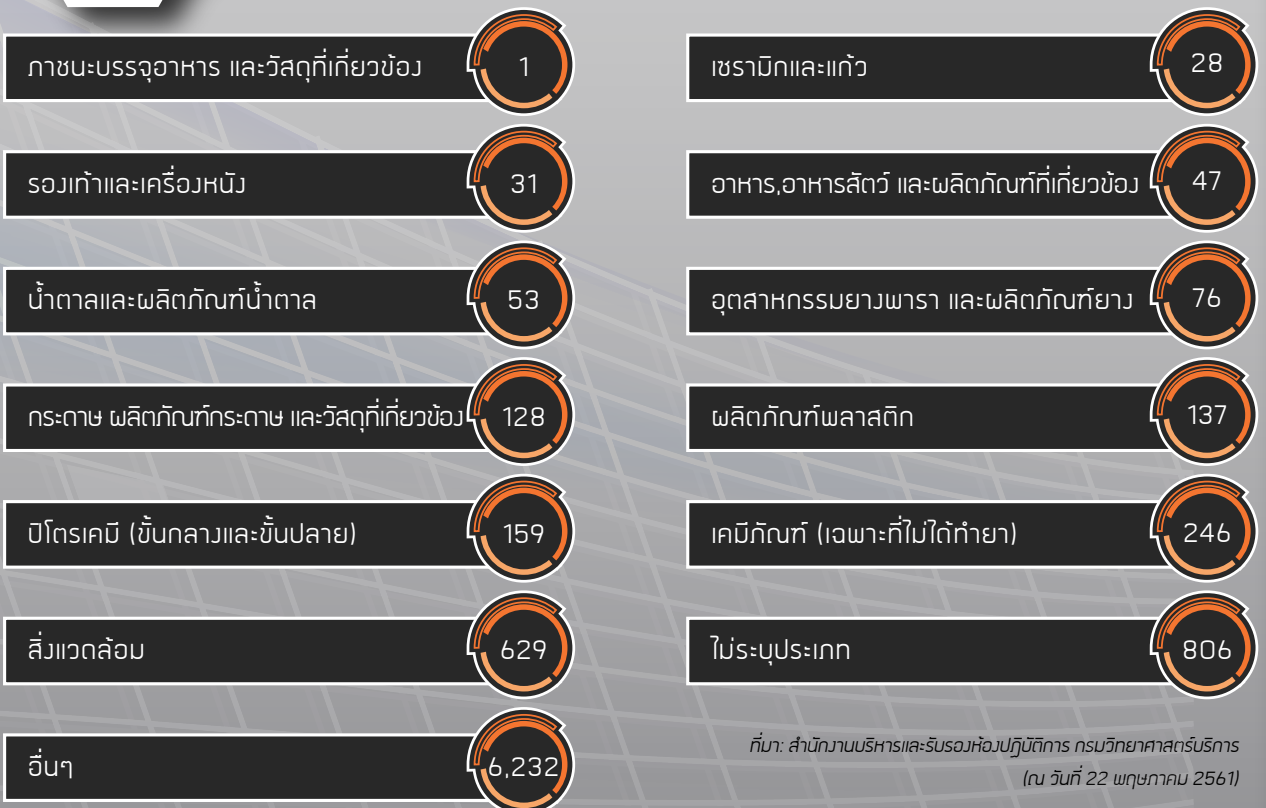 ภาชนะบรรจุอาหาร และวัสดุที่เกี่ยวข้อง 1
เซรามิกและแก้ว 28
รองเท้าและเครื่องหนัง 31
อาหาร,อาหารสัตว์ และผลิตภัณฑ์ที่เกี่ยวข้อง 47
น้ำตาลและผลิตภัณฑ์น้ำตาล 53
อุตสาหกรรมยางพารา และผลิตภัณฑ์ยาง 76
กระดาษ ผลิตภัณฑ์กระดาษ และวัสดุที่เกี่ยวข้อง 128
ผลิตภัณฑ์พลาสติก 137
ปิโตรเคมี (ขั้นกลางและขั้นปลาย) 159
เคมีภัณฑ์ (เฉพาะที่ไม่ได้ทำยา) 246
สิ่งแวดล้อม 629
ไม่ระบุประเภท 806
อื่นๆ 6,232
ที่มา: สำนักงานบริหารและรับรองห้องปฏิบัติการ กรมวิทยาศาสตร์บริการ
(ณ วันที่ 22 พฤษภาคม 2561)